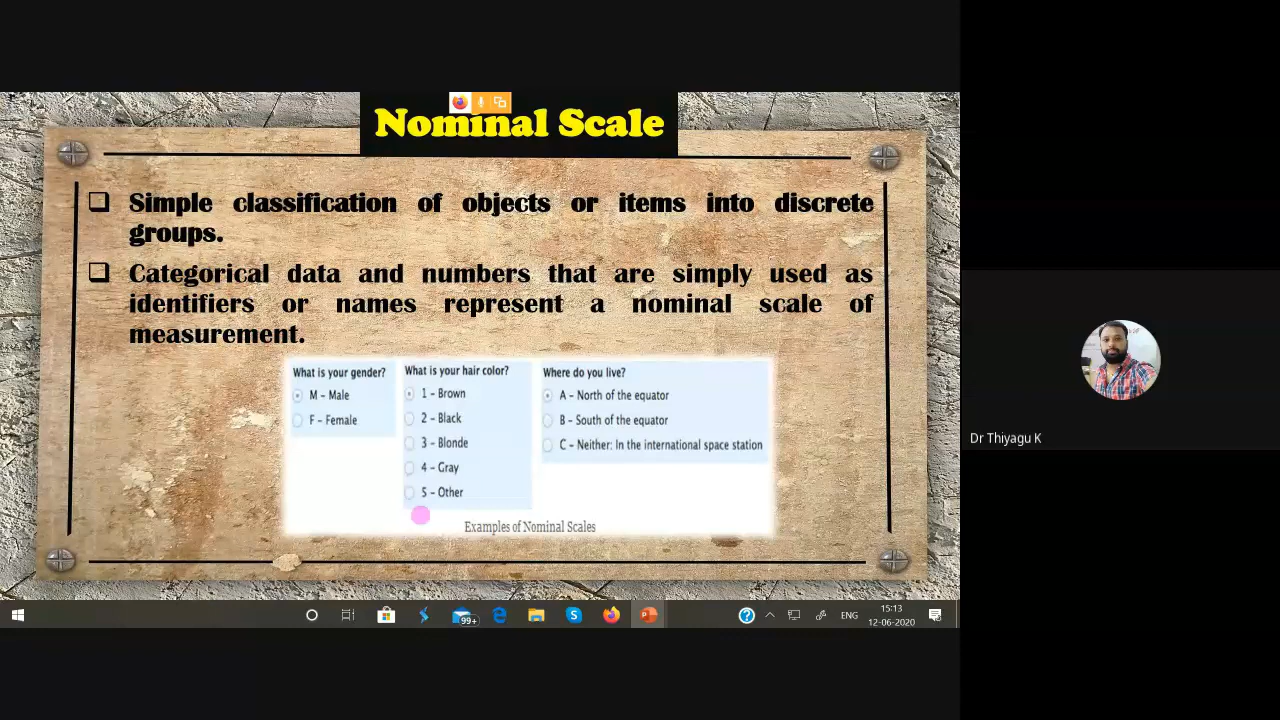 Nominal Scale
❑ Simple classification of objects or items into discrete
groups.
❑ Categorical data and numbers that are simply used as
identifiers or names represent a nominal scale of
measurement.
What is your gender?
M - Male
F - Female
What is your hair color?
1 - Brown
2 - Black
3 - Blonde
4 - Gray
5 - Other
Where do you live?
A - North of the equator
B - South of the equator
C - Neither: In the international space station
Examples of Nominal Scales
Dr Thiyagu K
99+
ENG
15:13
12-06-2020